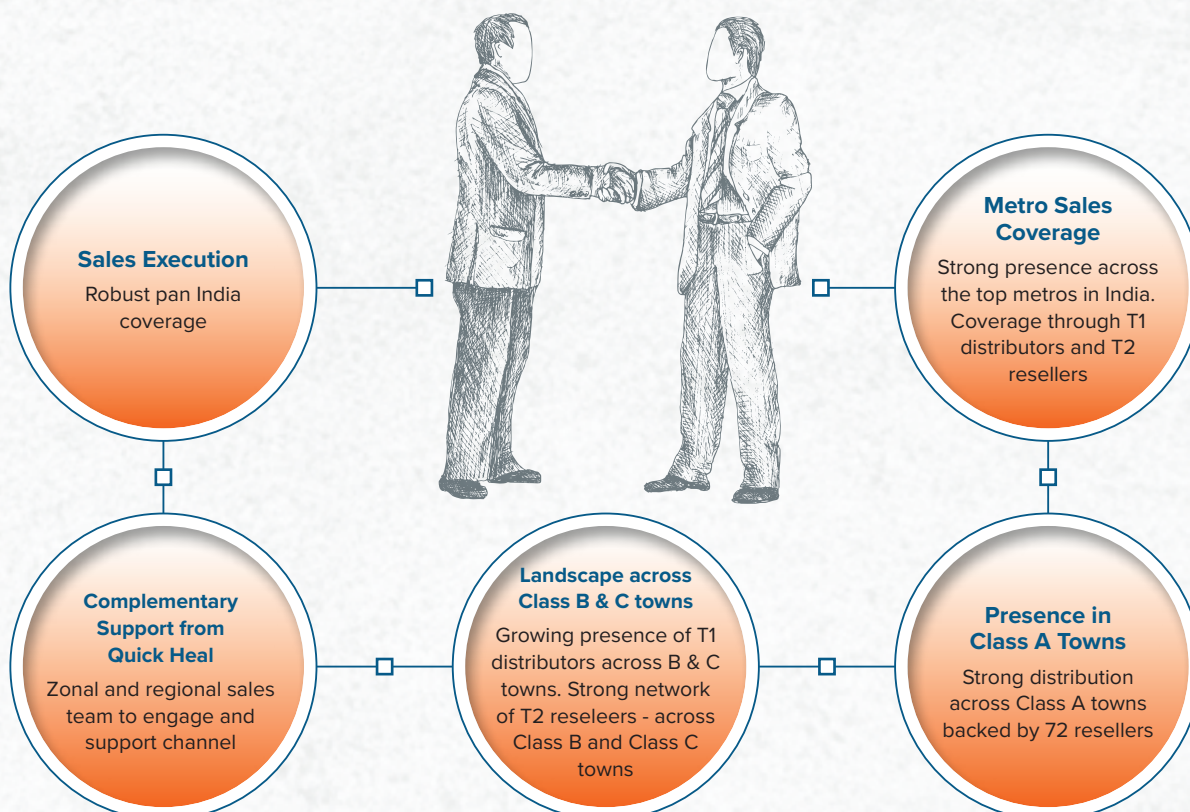 Sales Execution
Robust pan India
coverage
Metro Sales
Coverage
Strong presence across
the top metros in India.
Coverage through T1
distributors and T2
resellers
Complementary
Support from
Quick Heal
Zonal and regional sales
team to engage and
support channel
Landscape across
Class B & C towns
Growing presence of T1
distributors across B & C
towns. Strong network
of T2 reseleers - across
Class B and Class C
towns
Presence in
Class A Towns
Strong distribution
across Class A towns
backed by 72 resellers